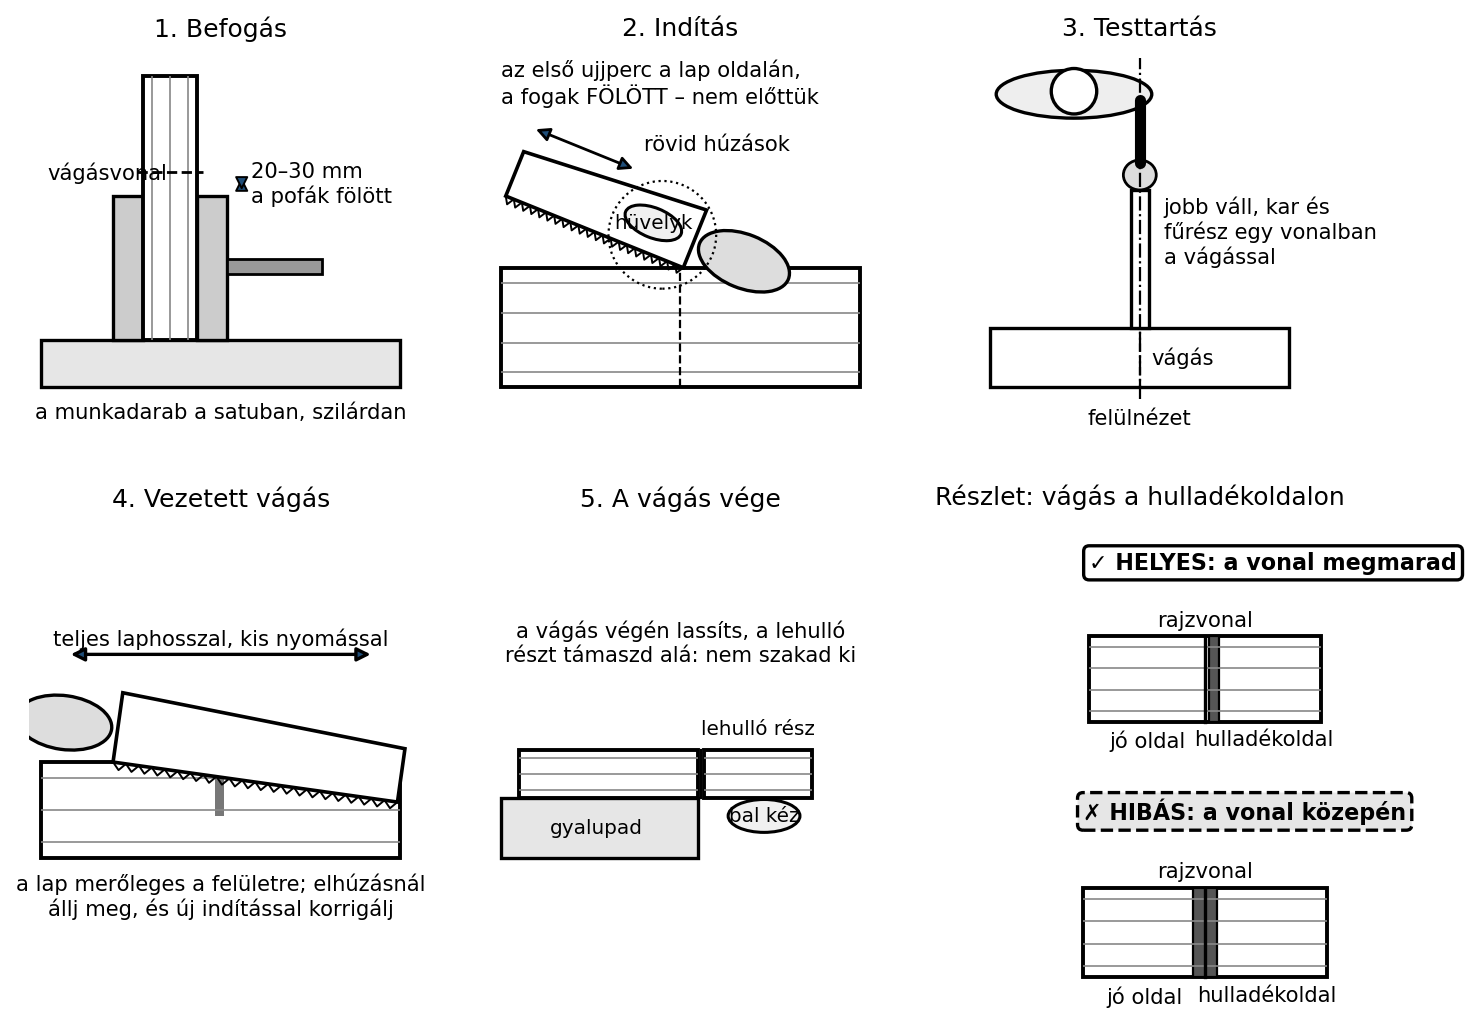 1. Befogás
vágásvonal
20–30 mm
a pofák fölött
a munkadarab a satuban, szilárdan
2. Indítás
az első ujjperc a lap oldalán,
a fogak FÖLÖTT – nem előttük
rövid húzások
hüvelyk
3. Testtartás
jobb váll, kar és
fűrész egy vonalban
a vágással
vágás
felülnézet
4. Vezetett vágás
teljes laphosszal, kis nyomással
a lap merőleges a felületre; elhúzásnál
állj meg, és új indítással korrigálj
5. A vágás vége
a vágás végén lassíts, a lehulló
részt támaszd alá: nem szakad ki
lehulló rész
gyalupad
bal kéz
Részlet: vágás a hulladékoldalon
✓ HELYES: a vonal megmarad
rajzvonal
jó oldal hulladékoldal
✗ HIBÁS: a vonal közepén
rajzvonal
jó oldal hulladékoldal